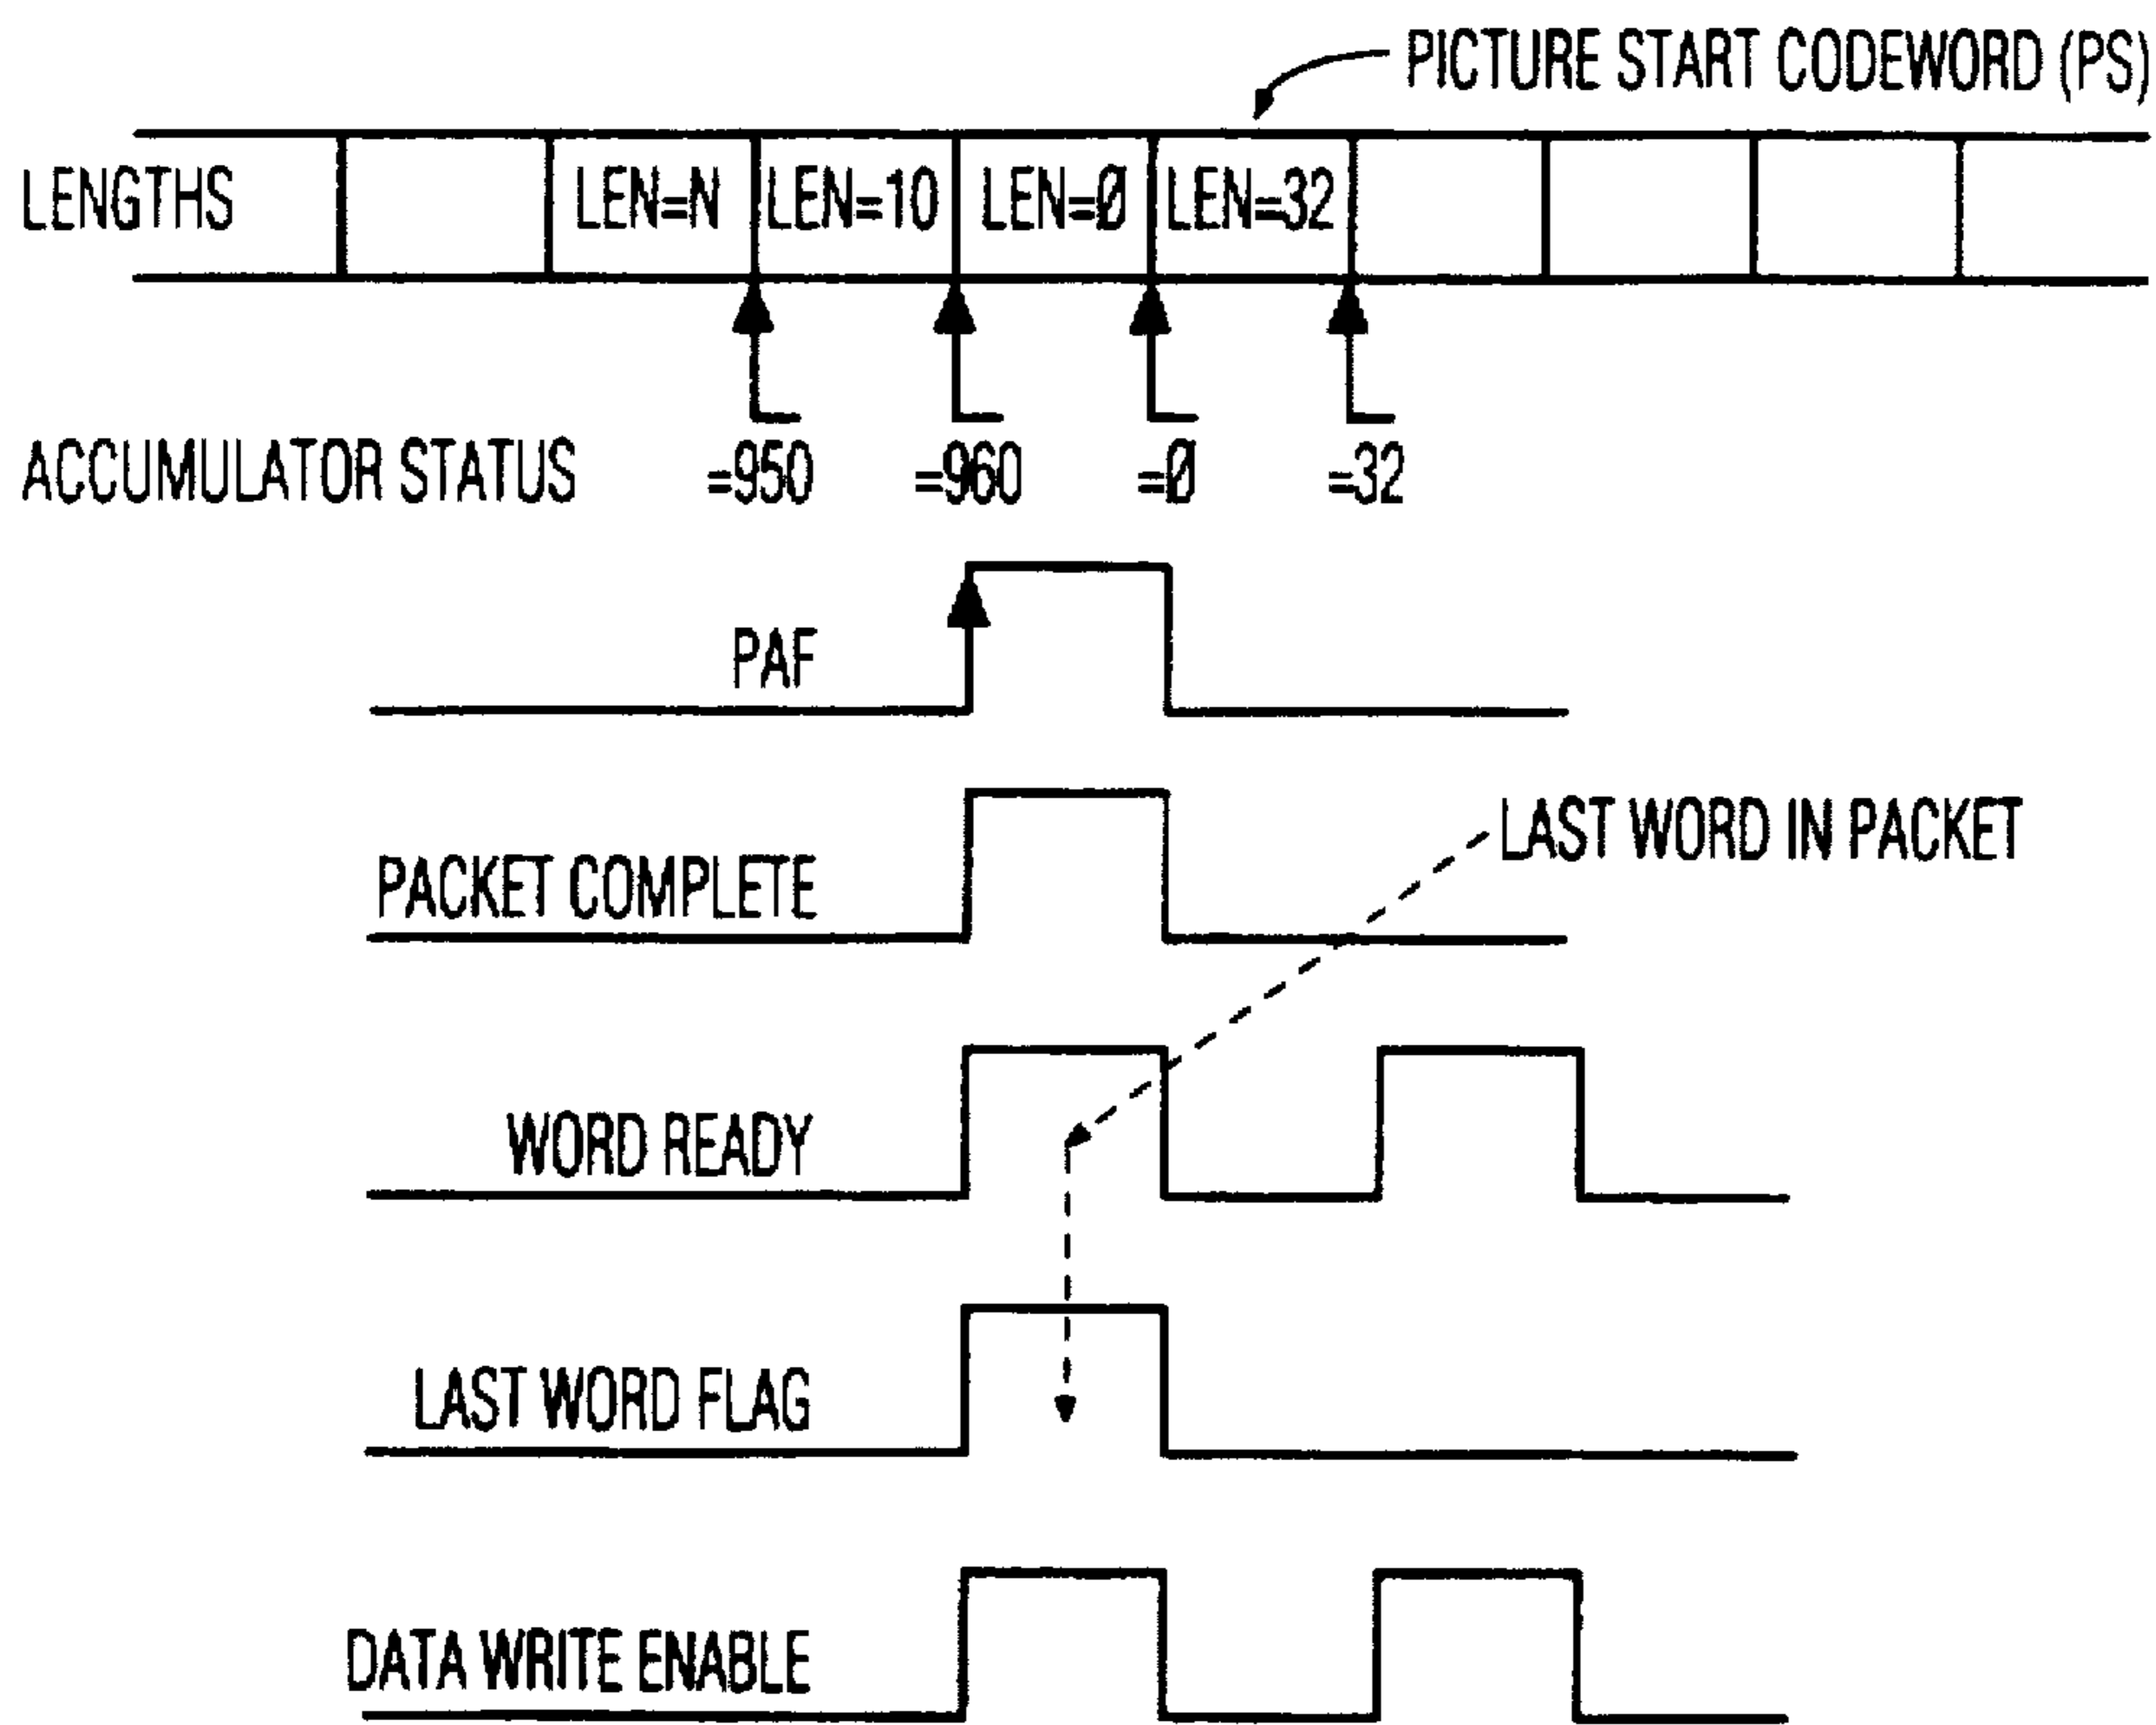 PICTURE START CODEWORD (PS)
LENGTHS LEN=N LEN=10 LEN=Ø LEN=32
ACCUMULATOR STATUS =950 =960 =Ø =32
PAF
PACKET COMPLETE
LAST WORD IN PACKET
WORD READY
LAST WORD FLAG
DATA WRITE ENABLE